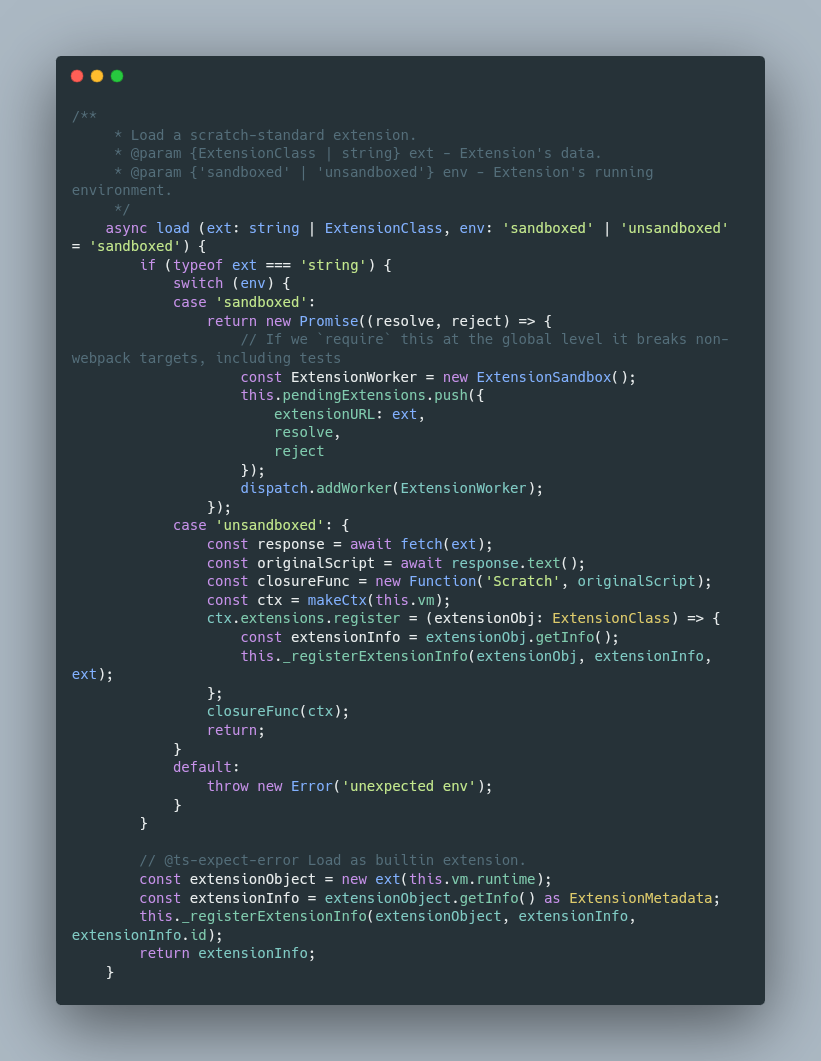 /**
     * Load a scratch-standard extension.
     * @param {ExtensionClass | string} ext - Extension's data.
     * @param {'sandboxed' | 'unsandboxed'} env - Extension's running
environment.
     */
    async load (ext: string | ExtensionClass, env: 'sandboxed' | 'unsandboxed'
= 'sandboxed') {
        if (typeof ext === 'string') {
            switch (env) {
            case 'sandboxed':
                return new Promise((resolve, reject) => {
                    // If we `require` this at the global level it breaks non-
webpack targets, including tests
                    const ExtensionWorker = new ExtensionSandbox();
                    this.pendingExtensions.push({
                        extensionURL: ext,
                        resolve,
                        reject
                    });
                    dispatch.addWorker(ExtensionWorker);
                });
            case 'unsandboxed': {
                const response = await fetch(ext);
                const originalScript = await response.text();
                const closureFunc = new Function('Scratch', originalScript);
                const ctx = makeCtx(this.vm);
                ctx.extensions.register = (extensionObj: ExtensionClass) => {
                    const extensionInfo = extensionObj.getInfo();
                    this._registerExtensionInfo(extensionObj, extensionInfo,
ext);
                };
                closureFunc(ctx);
                return;
            }
            default:
                throw new Error('unexpected env');
            }
        }

        // @ts-expect-error Load as builtin extension.
        const extensionObject = new ext(this.vm.runtime);
        const extensionInfo = extensionObject.getInfo() as ExtensionMetadata;
        this._registerExtensionInfo(extensionObject, extensionInfo,
extensionInfo.id);
        return extensionInfo;
    }